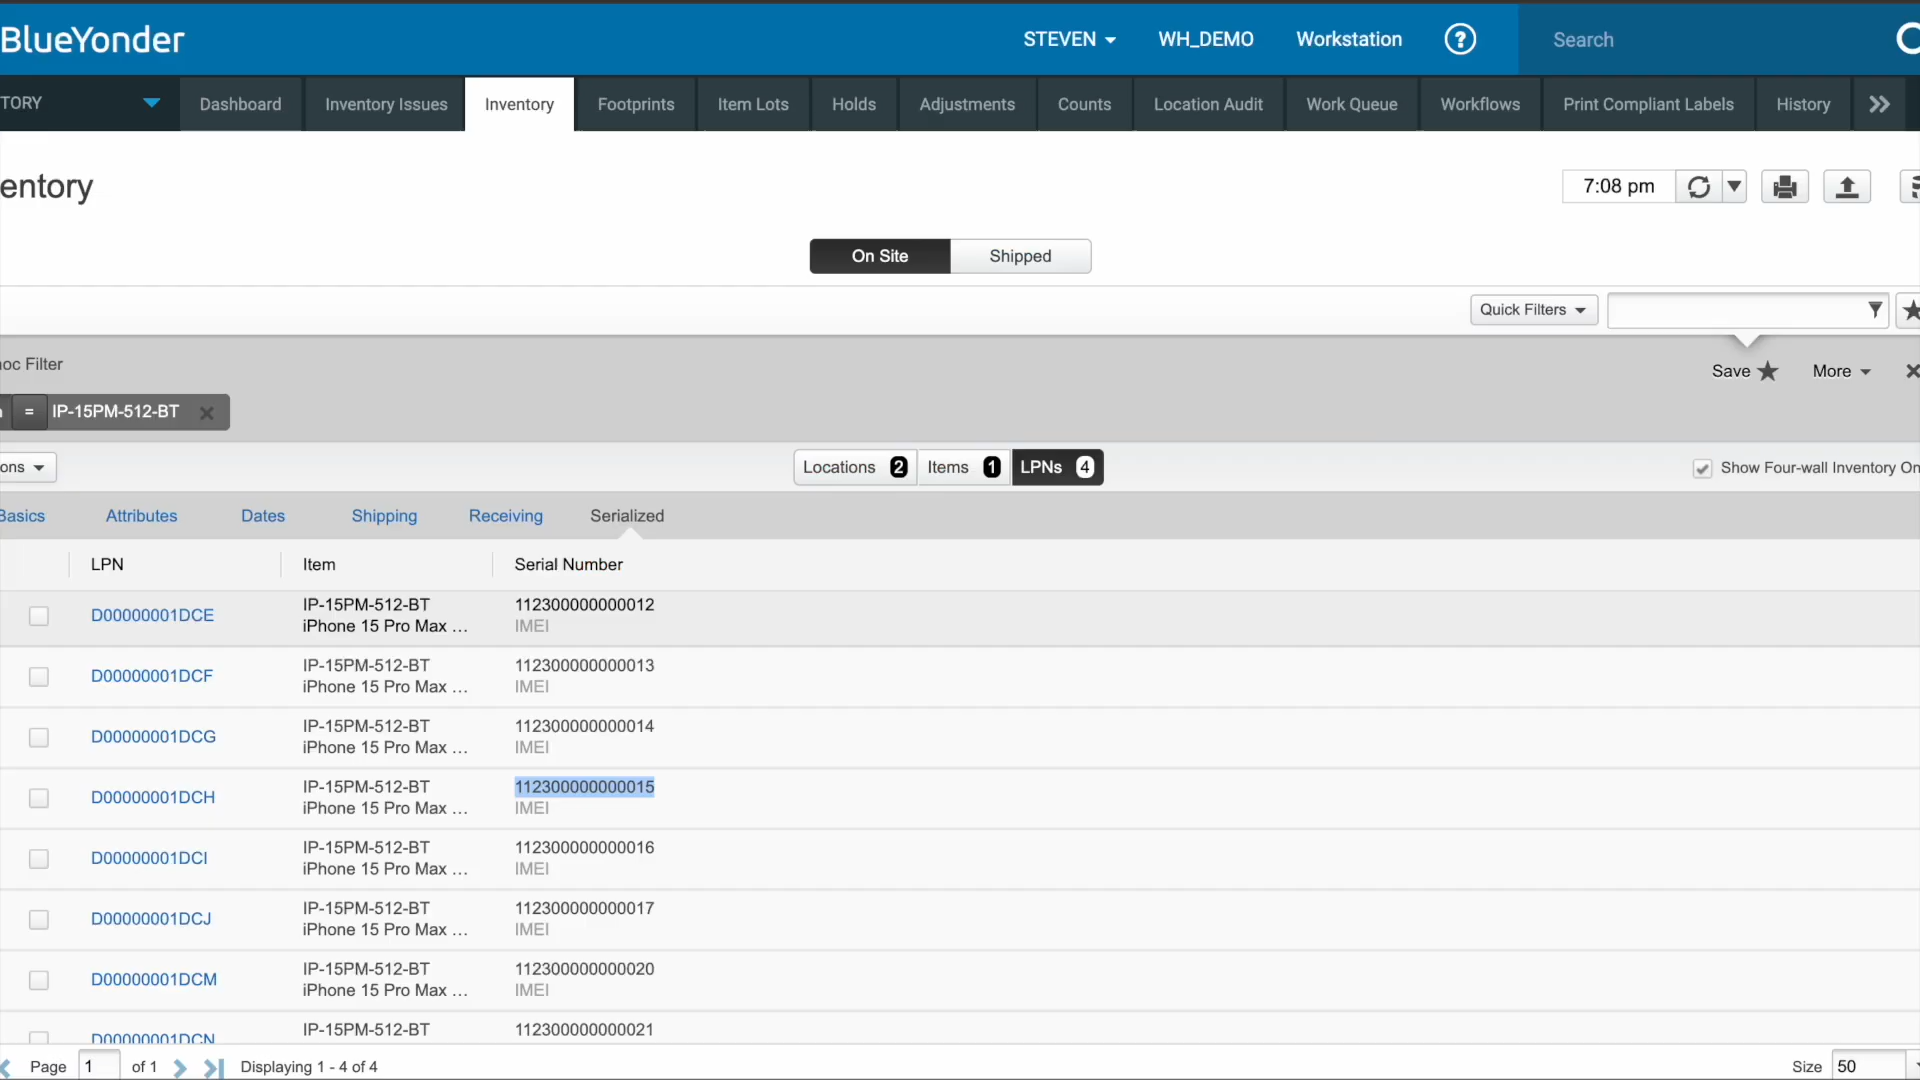 BlueYonder
STEVEN
WH_DEMO
Workstation
?
Search
TORY
Dashboard
Inventory Issues
Inventory
Footprints
Item Lots
Holds
Adjustments
Counts
Location Audit
Work Queue
Workflows
Print Compliant Labels
History
entory
7:08 pm
On Site
Shipped
Quick Filters
oc Filter
Save
More
= IP-15PM-512-BT
ons
Locations 2
Items 1
LPNs 4
Show Four-wall Inventory On
Basics
Attributes
Dates
Shipping
Receiving
Serialized
LPN
Item
Serial Number
D00000001DCE
IP-15PM-512-BT
iPhone 15 Pro Max ...
112300000000012
IMEI
D00000001DCF
IP-15PM-512-BT
iPhone 15 Pro Max ...
112300000000013
IMEI
D00000001DCG
IP-15PM-512-BT
iPhone 15 Pro Max ...
112300000000014
IMEI
D00000001DCH
IP-15PM-512-BT
iPhone 15 Pro Max ...
112300000000015
IMEI
D00000001DCI
IP-15PM-512-BT
iPhone 15 Pro Max ...
112300000000016
IMEI
D00000001DCJ
IP-15PM-512-BT
iPhone 15 Pro Max ...
112300000000017
IMEI
D00000001DCM
IP-15PM-512-BT
iPhone 15 Pro Max ...
112300000000020
IMEI
D00000001DCN
IP-15PM-512-BT
112300000000021
Page 1 of 1
Displaying 1 - 4 of 4
Size 50